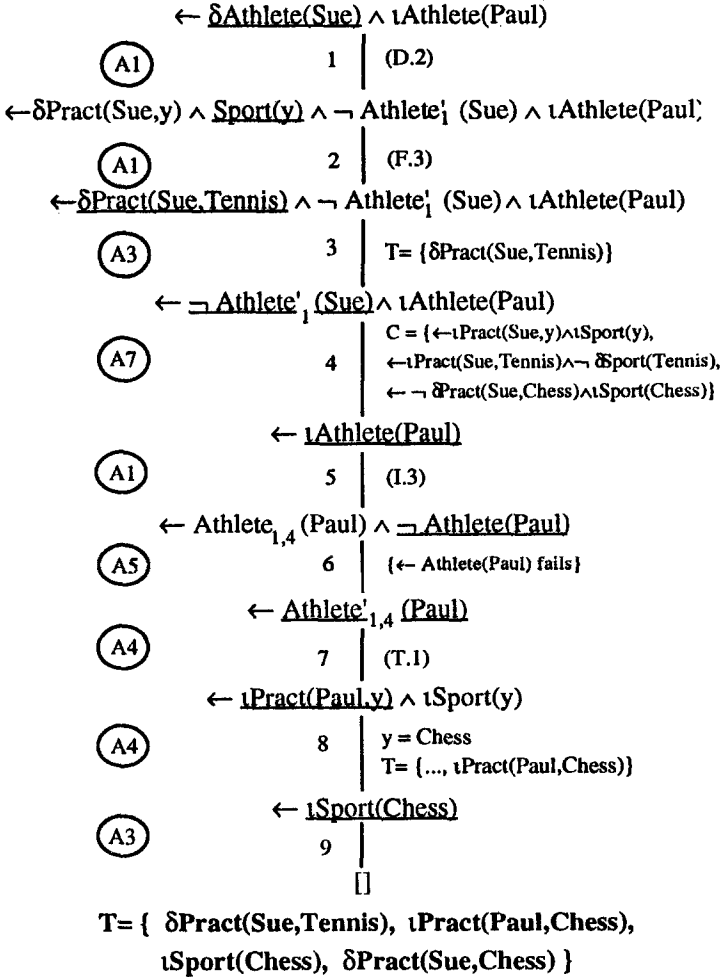 ← δAthlete(Sue) ∧ ιAthlete(Paul)
A1 1 (D.2)
←δPract(Sue,y) ∧ Sport(y) ∧ ¬ Athlete'₁ (Sue) ∧ ιAthlete(Paul)
A1 2 (F.3)
←δPract(Sue,Tennis) ∧ ¬ Athlete'₁ (Sue) ∧ ιAthlete(Paul)
A3 3 T= {δPract(Sue,Tennis)}
← ¬ Athlete'₁ (Sue) ∧ ιAthlete(Paul)
C = {←ιPract(Sue,y)∧ιSport(y),
A7 4 ←ιPract(Sue,Tennis)∧¬ δSport(Tennis),
← ¬ δPract(Sue,Chess)∧ιSport(Chess)}
← ιAthlete(Paul)
A1 5 (I.3)
← Athlete₁,₄ (Paul) ∧ ¬ Athlete(Paul)
A5 6 {← Athlete(Paul) fails}
← Athlete'₁,₄ (Paul)
A4 7 (T.1)
← ιPract(Paul,y) ∧ ιSport(y)
A4 8 y = Chess
T= {..., ιPract(Paul,Chess)}
← ιSport(Chess)
A3 9
[]
T= { δPract(Sue,Tennis), ιPract(Paul,Chess),
ιSport(Chess), δPract(Sue,Chess) }